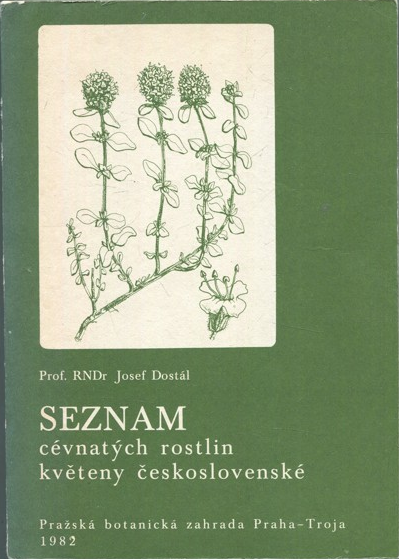 Prof. RNDr Josef Dostál
SEZNAM
cévnatých rostlin
květeny československé
Pražská botanická zahrada Praha-Troja
1982